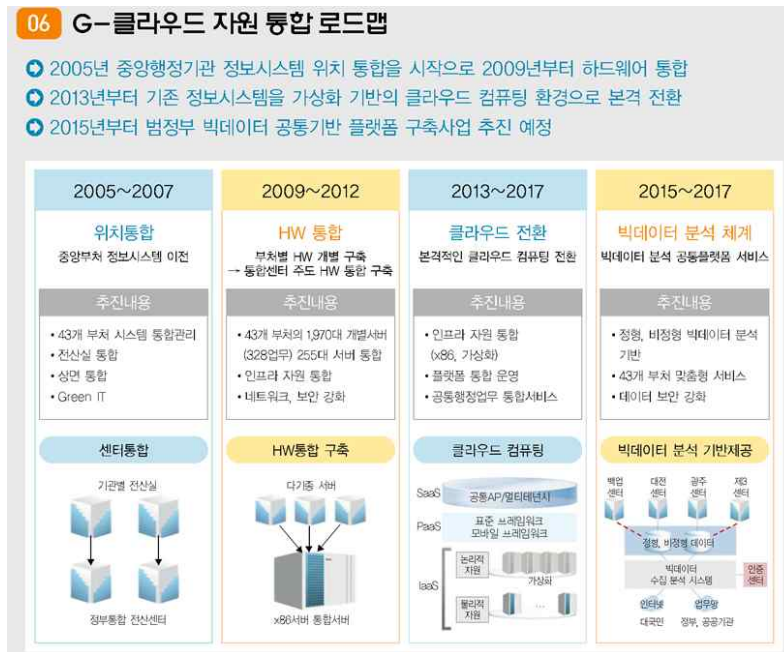 06 G-클라우드 자원 통합 로드맵
2005년 중앙행정기관 정보시스템 위치 통합을 시작으로 2009년부터 하드웨어 통합
2013년부터 기존 정보시스템을 가상화 기반의 클라우드 컴퓨팅 환경으로 본격 전환
2015년부터 범정부 빅데이터 공통기반 플랫폼 구축사업 추진 예정
2005~2007
위치통합
중앙부처 정보시스템 이전
추진내용
• 43개 부처 시스템 통합관리
• 전산실 통합
• 상면 통합
• Green IT
센터통합
기관별 전산실
정부통합 전산센터
2009~2012
HW 통합
부처별 HW 개별 구축
→ 통합센터 주도 HW 통합 구축
추진내용
• 43개 부처의 1,970대 개별서버
(328업무) 255대 서버 통합
• 인프라 자원 통합
• 네트워크, 보안 강화
HW통합 구축
다기종 서버
x86서버 통합서버
2013~2017
클라우드 전환
본격적인 클라우드 컴퓨팅 전환
추진내용
• 인프라 자원 통합
(x86, 가상화)
• 플랫폼 통합 운영
• 공통행정업무 통합서비스
클라우드 컴퓨팅
SaaS
공통AP/멀티테넌시
PaaS
표준 프레임워크
모바일 프레임워크
IaaS
논리적
자원
가상화
물리적
자원
...
2015~2017
빅데이터 분석 체계
빅데이터 분석 공통플랫폼 서비스
추진내용
• 정형, 비정형 빅데이터 분석
기반
• 43개 부처 맞춤형 서비스
• 데이터 보안 강화
빅데이터 분석 기반제공
백업
센터
대전
센터
광주
센터
제3
센터
정형, 비정형 데이터
빅데이터
수집 분석 시스템
인증
센터
인터넷
업무망
대국민
정부, 공공기관